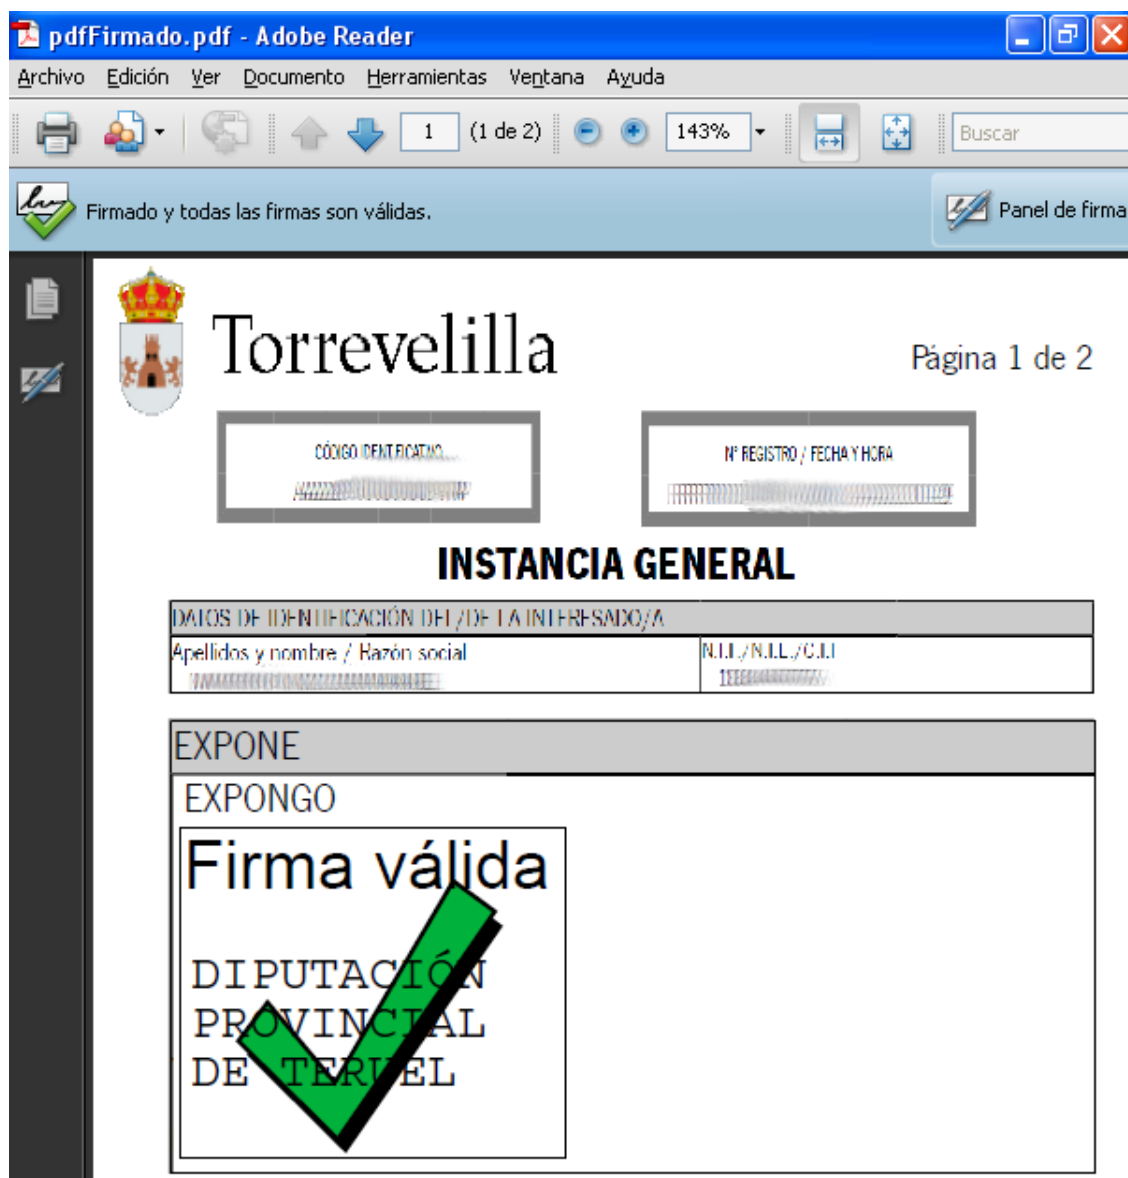 pdfFirmado.pdf - Adobe Reader
Archivo Edición Ver Documento Herramientas Ventana Ayuda
1 (1 de 2) 143% Buscar
Firmado y todas las firmas son válidas. Panel de firma
Torrevelilla
Página 1 de 2
CÓDIGO IDENTIFICATIVO
Nº REGISTRO / FECHA Y HORA
INSTANCIA GENERAL
DATOS DE IDENTIFICACIÓN DEL/DE LA INTERESADO/A
Apellidos y nombre / Razón social N.I.F./N.I.E./C.I.F
EXPONE
EXPONGO
Firma válida
DIPUTACIÓN
PROVINCIAL
DE TERUEL